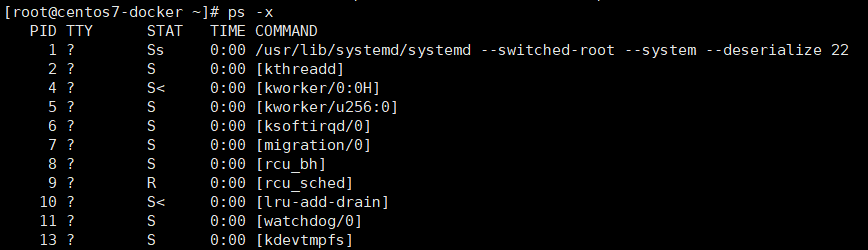 [root@centos7-docker ~]# ps -x
PID TTY STAT TIME COMMAND
1 ? Ss 0:00 /usr/lib/systemd/systemd --switched-root --system --deserialize 22
2 ? S 0:00 [kthreadd]
4 ? S< 0:00 [kworker/0:0H]
5 ? S 0:00 [kworker/u256:0]
6 ? S 0:00 [ksoftirqd/0]
7 ? S 0:00 [migration/0]
8 ? S 0:00 [rcu_bh]
9 ? R 0:00 [rcu_sched]
10 ? S< 0:00 [lru-add-drain]
11 ? S 0:00 [watchdog/0]
13 ? S 0:00 [kdevtmpfs]